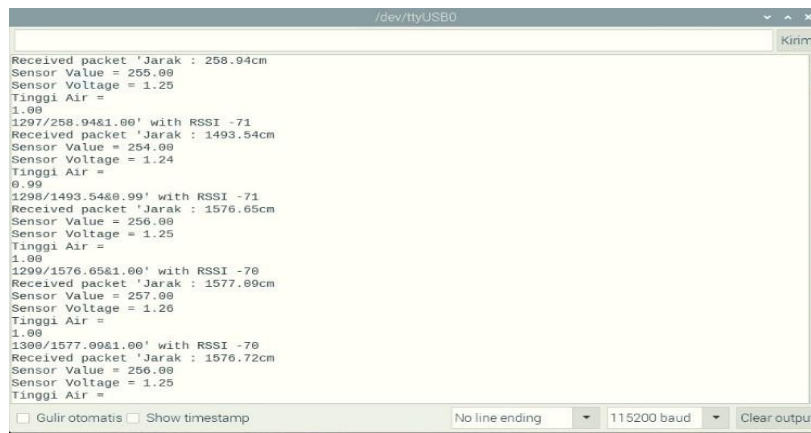 /dev/ttyUSB0
Kirim
Received packet 'Jarak : 258.94cm
Sensor Value = 255.00
Sensor Voltage = 1.25
Tinggi Air =
1.00
1297/258.94&1.00' with RSSI -71
Received packet 'Jarak : 1493.54cm
Sensor Value = 254.00
Sensor Voltage = 1.24
Tinggi Air =
0.99
1298/1493.54&0.99' with RSSI -71
Received packet 'Jarak : 1576.65cm
Sensor Value = 256.00
Sensor Voltage = 1.25
Tinggi Air =
1.00
1299/1576.65&1.00' with RSSI -70
Received packet 'Jarak : 1577.09cm
Sensor Value = 257.00
Sensor Voltage = 1.26
Tinggi Air =
1.00
1300/1577.09&1.00' with RSSI -70
Received packet 'Jarak : 1576.72cm
Sensor Value = 256.00
Sensor Voltage = 1.25
Tinggi Air =
Gulir otomatis Show timestamp No line ending 115200 baud Clear outpu